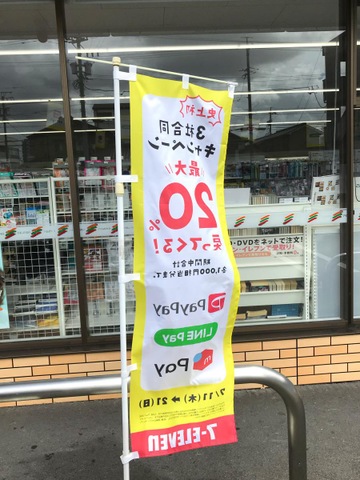 史上初
3社合同
キャンペーン
最大
20%
戻ってくる!
期間中合計
各1,000円相当分まで。
PayPay
LINE Pay
m Pay
7/11(木)➡21(日)
7-ELEVEn
DVDをネットで注文!